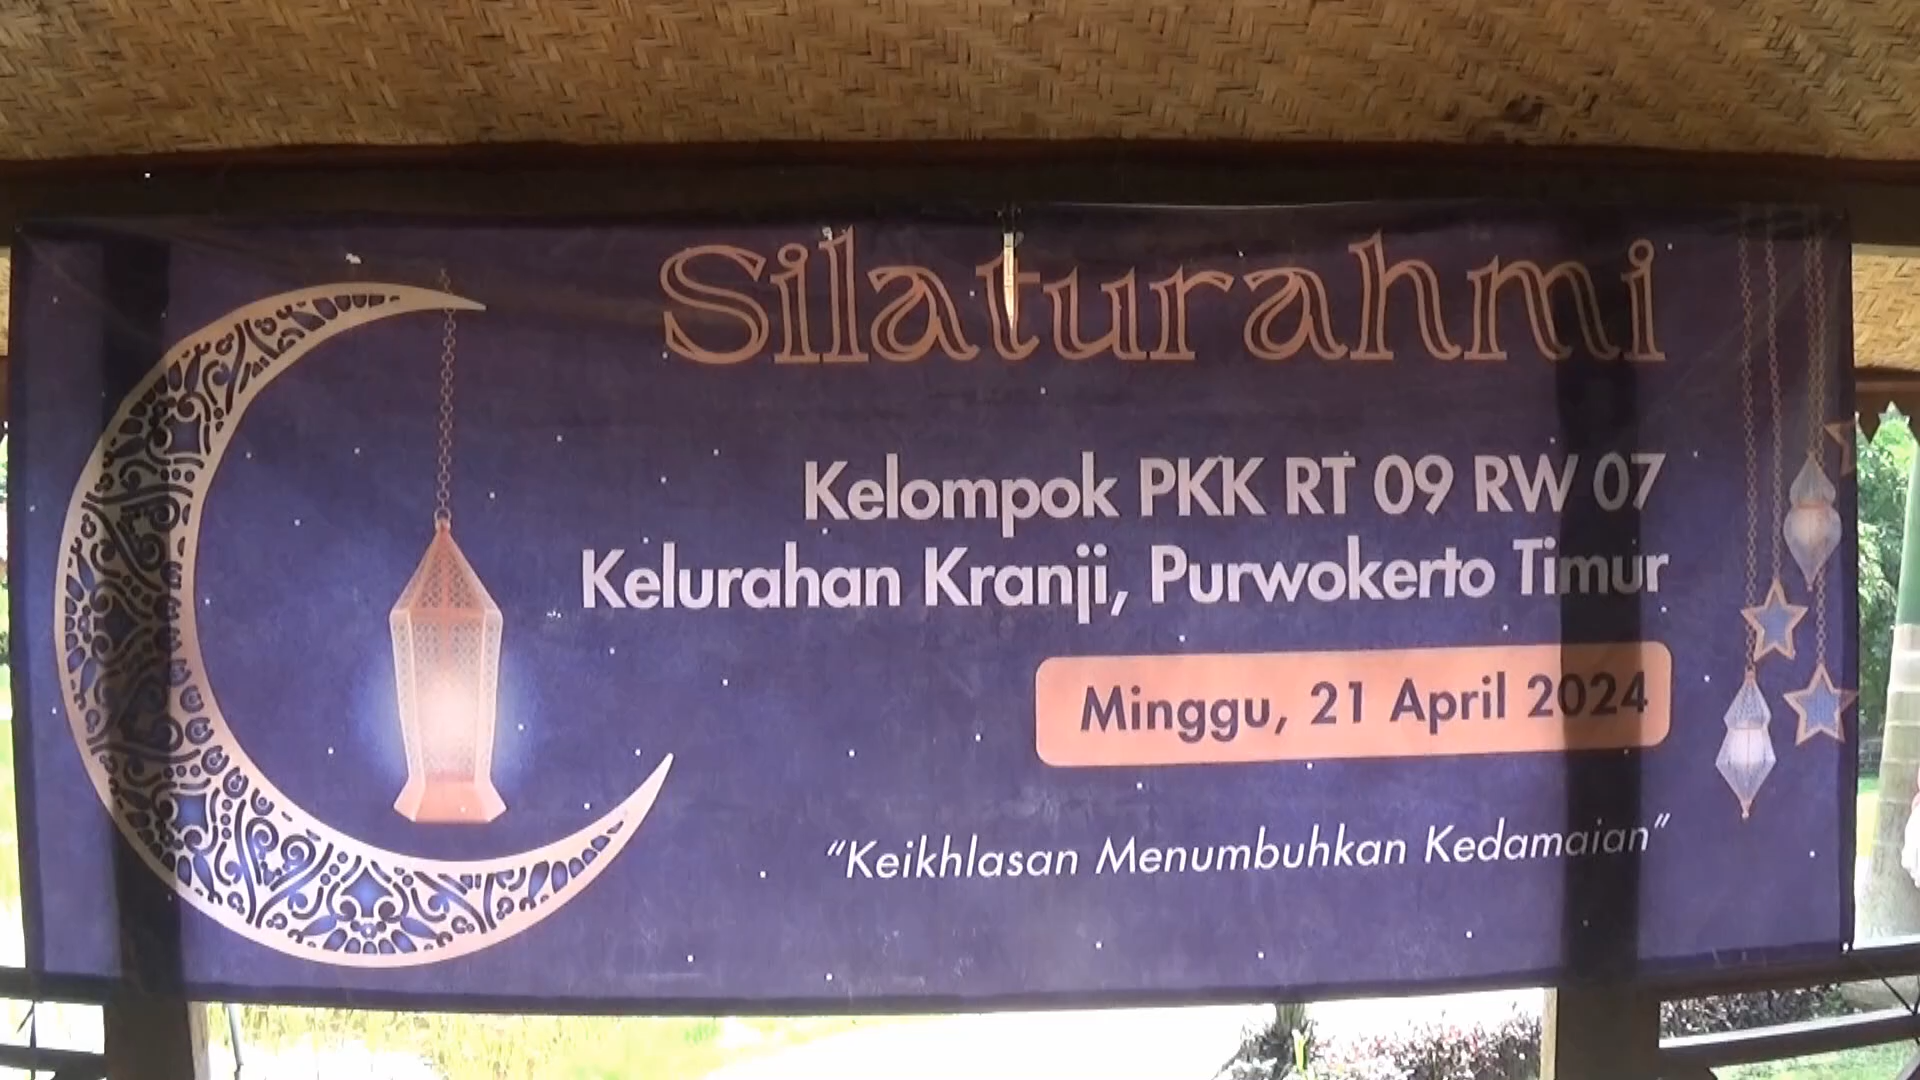 Silaturahmi
Kelompok PKK RT 09 RW 07
Kelurahan Kranji, Purwokerto Timur
Minggu, 21 April 2024
“Keikhlasan Menumbuhkan Kedamaian”